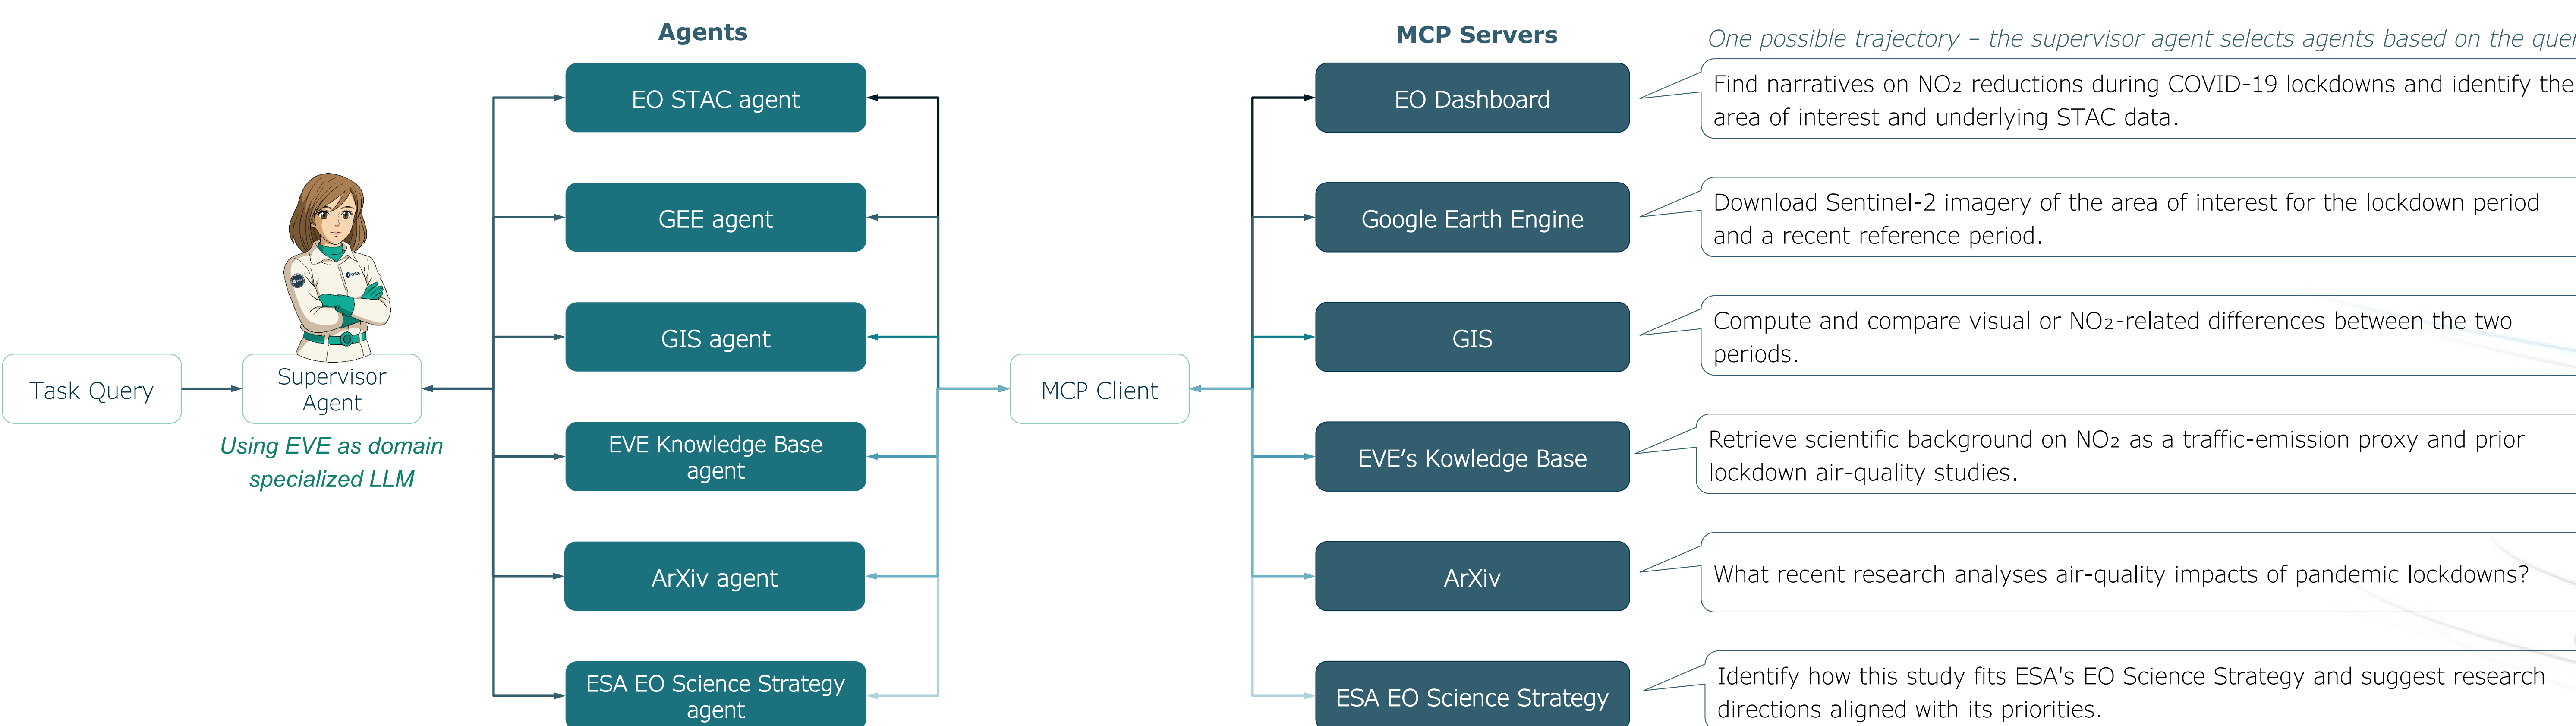 Agents
MCP Servers
One possible trajectory – the supervisor agent selects agents based on the
EO STAC agent
EO Dashboard
Find narratives on NO₂ reductions during COVID-19 lockdowns and identify the
area of interest and underlying STAC data.
GEE agent
Google Earth Engine
Download Sentinel-2 imagery of the area of interest for the lockdown period
and a recent reference period.
GIS agent
GIS
Compute and compare visual or NO₂-related differences between the two
periods.
Task Query
Supervisor
Agent
esa
MCP Client
Using EVE as domain
specialized LLM
EVE Knowledge Base
agent
EVE’s Kowledge Base
Retrieve scientific background on NO₂ as a traffic-emission proxy and prior
lockdown air-quality studies.
ArXiv agent
ArXiv
What recent research analyses air-quality impacts of pandemic lockdowns?
ESA EO Science Strategy
agent
ESA EO Science Strategy
Identify how this study fits ESA's EO Science Strategy and suggest research
directions aligned with its priorities.